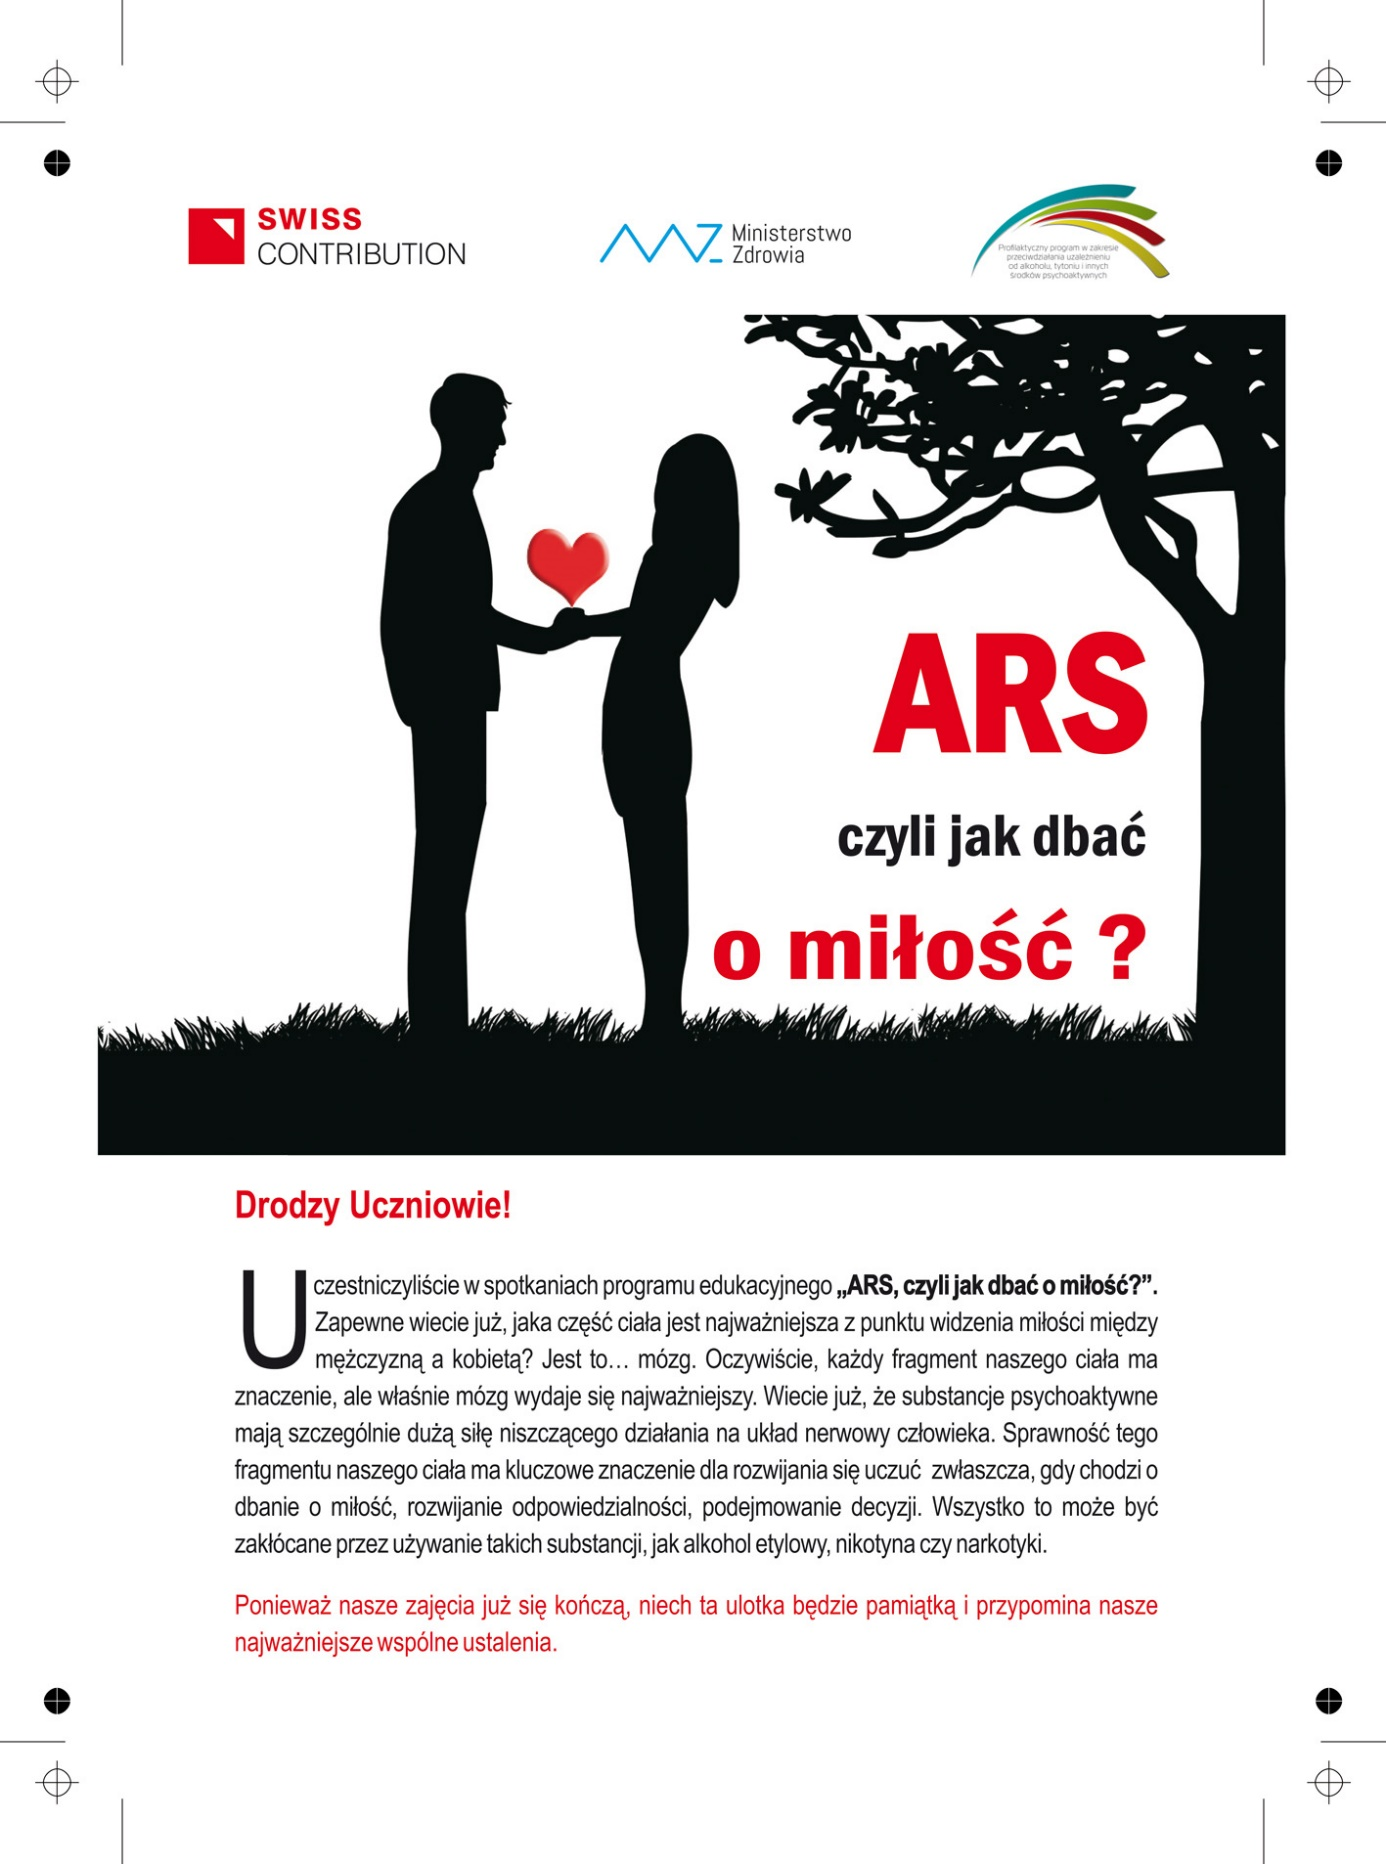 SWISS
CONTRIBUTION
Ministerstwo
Zdrowia
Profilaktyczny program w zakresie
przeciwdziałania uzależnieniu
od alkoholu, tytoniu i innych
środków psychoaktywnych
ARS
czyli jak dbać
o miłość ?
Drodzy Uczniowie!
Uczestniczyliście w spotkaniach programu edukacyjnego „ARS, czyli jak dbać o miłość?”.
Zapewne wiecie już, jaka część ciała jest najważniejsza z punktu widzenia miłości między
mężczyzną a kobietą? Jest to… mózg. Oczywiście, każdy fragment naszego ciała ma
znaczenie, ale właśnie mózg wydaje się najważniejszy. Wiecie już, że substancje psychoaktywne
mają szczególnie dużą siłę niszczącego działania na układ nerwowy człowieka. Sprawność tego
fragmentu naszego ciała ma kluczowe znaczenie dla rozwijania się uczuć zwłaszcza, gdy chodzi o
dbanie o miłość, rozwijanie odpowiedzialności, podejmowanie decyzji. Wszystko to może być
zakłócane przez używanie takich substancji, jak alkohol etylowy, nikotyna czy narkotyki.
Ponieważ nasze zajęcia już się kończą, niech ta ulotka będzie pamiątką i przypomina nasze
najważniejsze wspólne ustalenia.